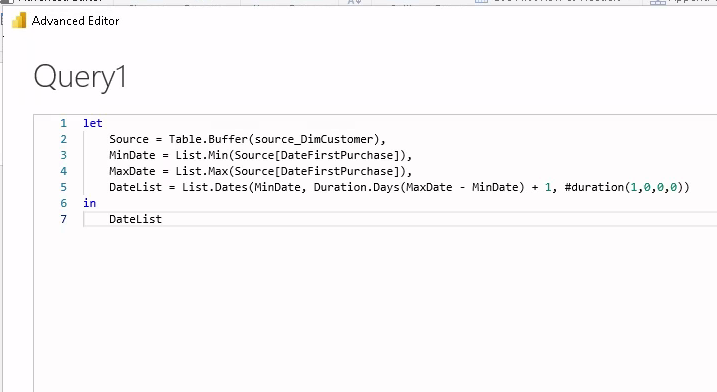 Advanced Editor
Query1
1 let
2 Source = Table.Buffer(source_DimCustomer),
3 MinDate = List.Min(Source[DateFirstPurchase]),
4 MaxDate = List.Max(Source[DateFirstPurchase]),
5 DateList = List.Dates(MinDate, Duration.Days(MaxDate - MinDate) + 1, #duration(1,0,0,0))
6 in
7 DateList